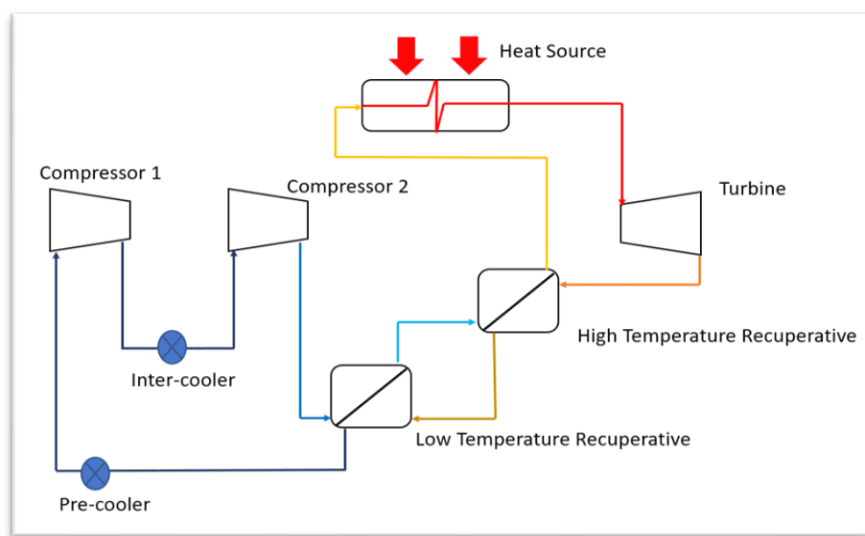 Heat Source
Compressor 1
Compressor 2
Turbine
High Temperature Recuperative
Inter-cooler
Low Temperature Recuperative
Pre-cooler